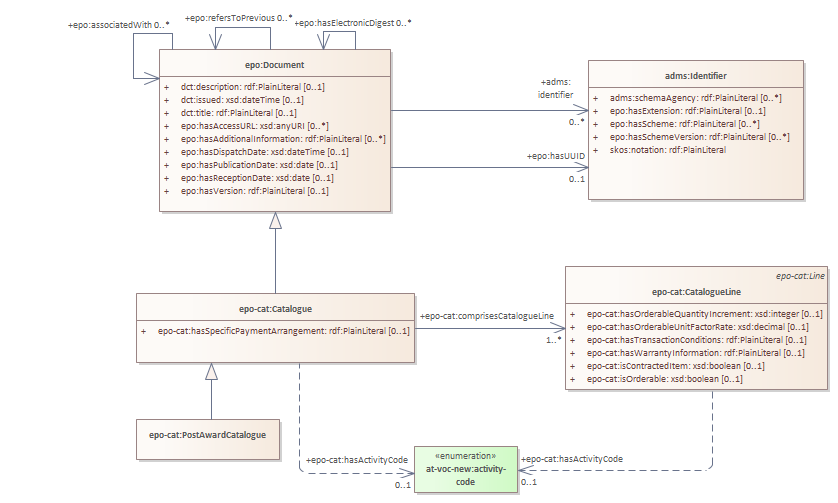 +epo:associatedWith 0..*
+epo:refersToPrevious 0..*
+epo:hasElectronicDigest 0..*
epo:Document
+ dct:description: rdf:PlainLiteral [0..1]
+ dct:issued: xsd:dateTime [0..1]
+ dct:title: rdf:PlainLiteral [0..1]
+ epo:hasAccessURL: xsd:anyURI [0..*]
+ epo:hasAdditionalInformation: rdf:PlainLiteral [0..*]
+ epo:hasDispatchDate: xsd:dateTime [0..1]
+ epo:hasPublicationDate: xsd:date [0..1]
+ epo:hasReceptionDate: xsd:date [0..1]
+ epo:hasVersion: rdf:PlainLiteral [0..1]
+adms:
identifier
0..*
+epo:hasUUID
0..1
adms:Identifier
+ adms:schemaAgency: rdf:PlainLiteral [0..*]
+ epo:hasExtension: rdf:PlainLiteral [0..1]
+ epo:hasScheme: rdf:PlainLiteral [0..*]
+ epo:hasSchemeVersion: rdf:PlainLiteral [0..*]
+ skos:notation: rdf:PlainLiteral
epo-cat:Catalogue
+ epo-cat:hasSpecificPaymentArrangement: rdf:PlainLiteral [0..1]
+epo-cat:comprisesCatalogueLine
1..*
epo-cat:Line
epo-cat:CatalogueLine
+ epo-cat:hasOrderableQuantityIncrement: xsd:integer [0..1]
+ epo-cat:hasOrderableUnitFactorRate: xsd:decimal [0..1]
+ epo-cat:hasTransactionConditions: rdf:PlainLiteral [0..1]
+ epo-cat:hasWarrantyInformation: rdf:PlainLiteral [0..1]
+ epo-cat:isContractedItem: xsd:boolean [0..1]
+ epo-cat:isOrderable: xsd:boolean [0..1]
epo-cat:PostAwardCatalogue
+epo-cat:hasActivityCode
0..1
«enumeration»
at-voc-new:activity-
code
+epo-cat:hasActivityCode
0..1